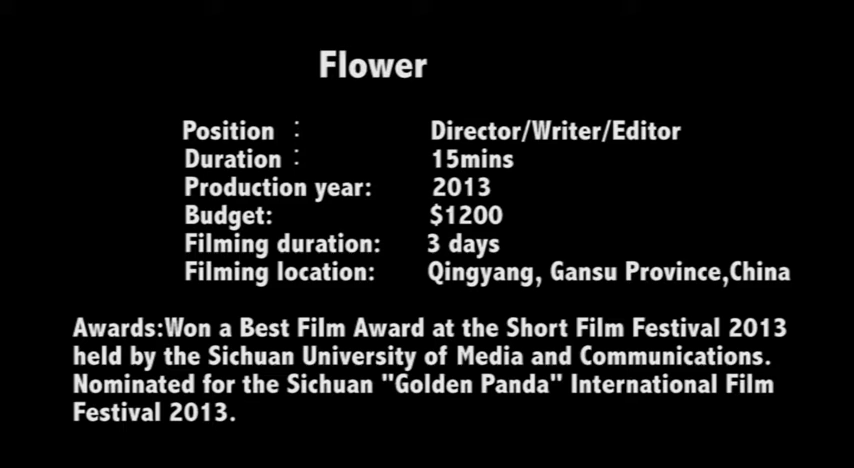 Flower
Position : Director/Writer/Editor
Duration : 15mins
Production year: 2013
Budget: $1200
Filming duration: 3 days
Filming location: Qingyang, Gansu Province,China
Awards:Won a Best Film Award at the Short Film Festival 2013
held by the Sichuan University of Media and Communications.
Nominated for the Sichuan "Golden Panda" International Film
Festival 2013.